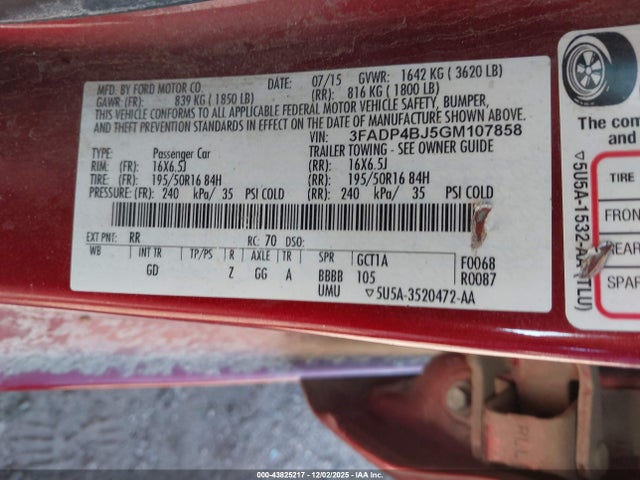 MFD. BY FORD MOTOR CO. DATE: 07/15 GVWR: 1642 KG ( 3620 LB)
GAWR: (FR): 839 KG ( 1850 LB) (RR): 816 KG ( 1800 LB)
THIS VEHICLE CONFORMS TO ALL APPLICABLE FEDERAL MOTOR VEHICLE SAFETY, BUMPER,
AND THEFT PREVENTION STANDARDS IN EFFECT ON THE DATE OF MANUFACTURE SHOWN ABOVE.
VIN: 3FADP4BJ5GM107858
TYPE: Passenger Car TRAILER TOWING - SEE OWNER GUIDE
RIM: (FR): 16X6.5J (RR): 16X6.5J
TIRE: (FR): 195/50R16 84H (RR): 195/50R16 84H
PRESSURE: (FR): 240 kPa/ 35 PSI COLD (RR): 240 kPa/ 35 PSI COLD
EXT PNT: RR RC: 70 DSO:
WB INT TR TP/PS R AXLE TR SPR GCT1A F0068
GD Z GG A BBBB 105 R0087
UMU 5U5A-3520472-AA
The com
TIRE
FRON
REAR
SPAR
5U5A-1532-AA (TLU)
PULL
00-43825217 - 12/02/2025 - IAAI.com